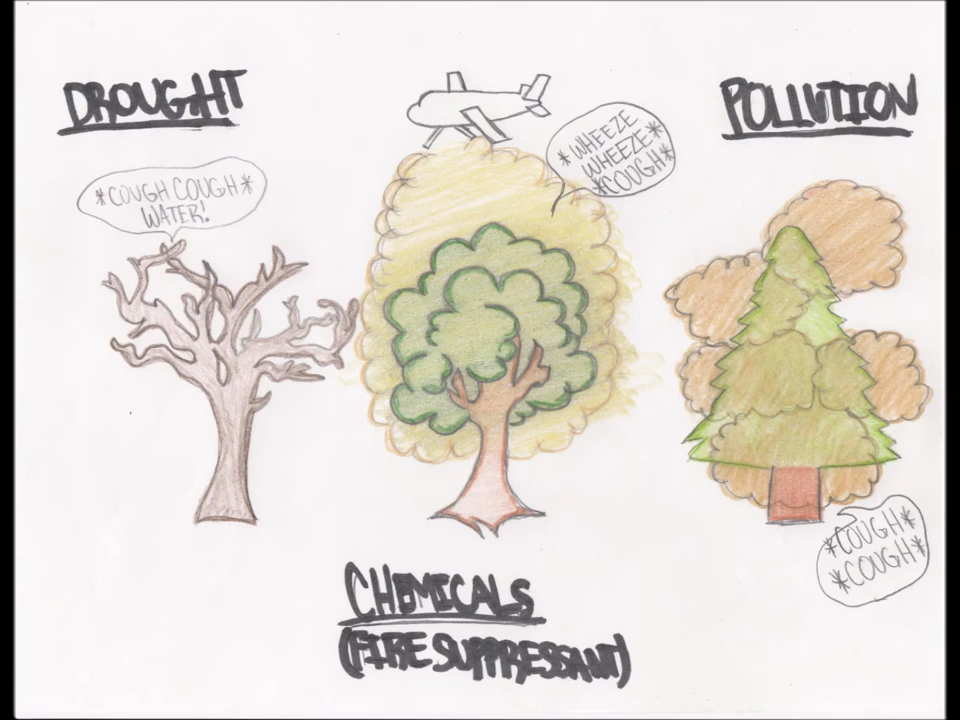 DROUGHT
*COUGH COUGH*
WATER!
*WHEEZE
WHEEZE*
*COUGH*
POLLUTION
*COUGH*
*COUGH*
CHEMICALS
(FIRE SUPPRESSANT)